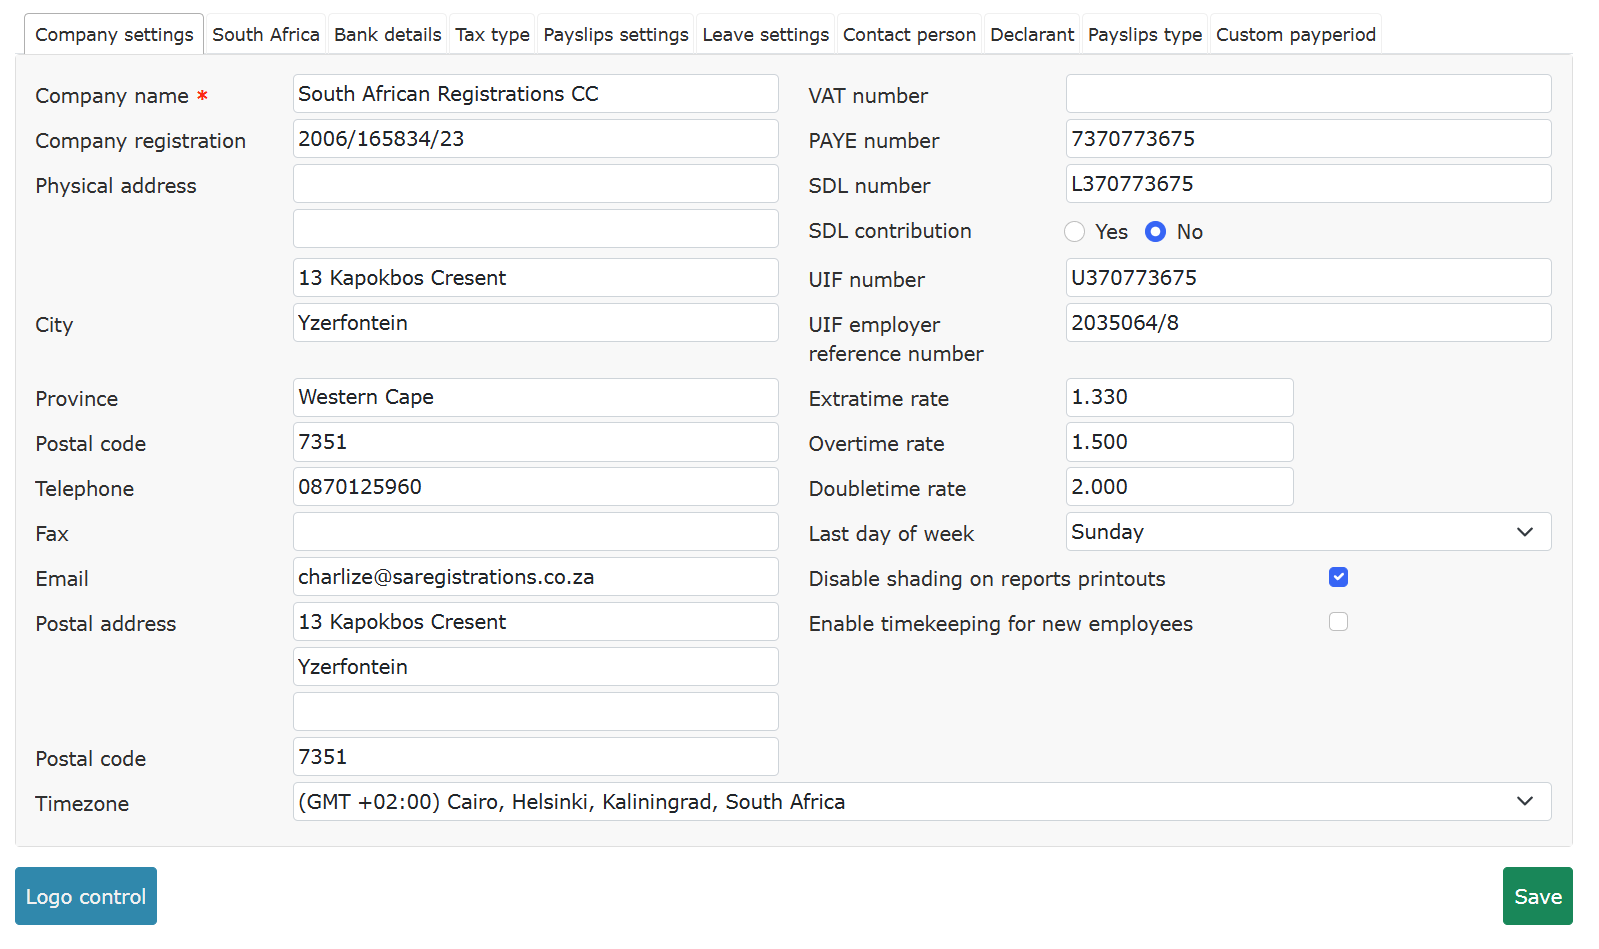 Company settings South Africa Bank details Tax type Payslips settings Leave settings Contact person Declarant Payslips type Custom payperiod
Company name * South African Registrations CC
Company registration 2006/165834/23
Physical address
13 Kapokbos Cresent
City Yzerfontein
Province Western Cape
Postal code 7351
Telephone 0870125960
Fax
Email charlize@saregistrations.co.za
Postal address 13 Kapokbos Cresent
Yzerfontein
Postal code 7351
Timezone (GMT +02:00) Cairo, Helsinki, Kaliningrad, South Africa
VAT number
PAYE number 7370773675
SDL number L370773675
SDL contribution Yes No
UIF number U370773675
UIF employer 2035064/8
reference number
Extratime rate 1.330
Overtime rate 1.500
Doubletime rate 2.000
Last day of week Sunday
Disable shading on reports printouts
Enable timekeeping for new employees
Logo control
Save